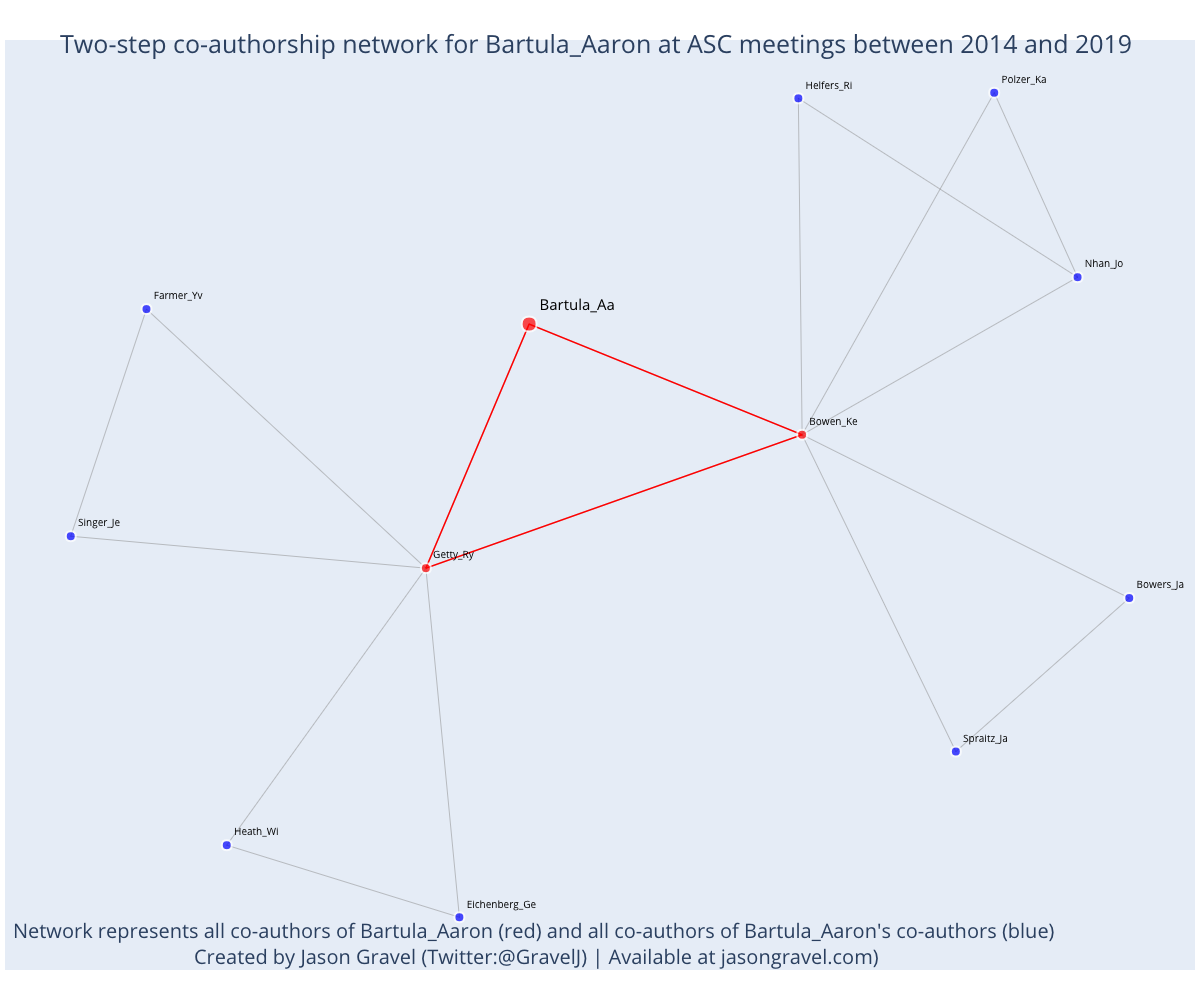 Two-step co-authorship network for Bartula_Aaron at ASC meetings between 2014 and 2019
Polzer_Ka
Helfers_Ri
Nhan_Jo
Farmer_Yv
Bartula_Aa
Bowen_Ke
Singer_Je
Getty_Ry
Bowers_Ja
Spraitz_Ja
Heath_Wi
Eichenberg_Ge
Network represents all co-authors of Bartula_Aaron (red) and all co-authors of Bartula_Aaron's co-authors (blue)
Created by Jason Gravel (Twitter:@GravelJ) | Available at jasongravel.com)